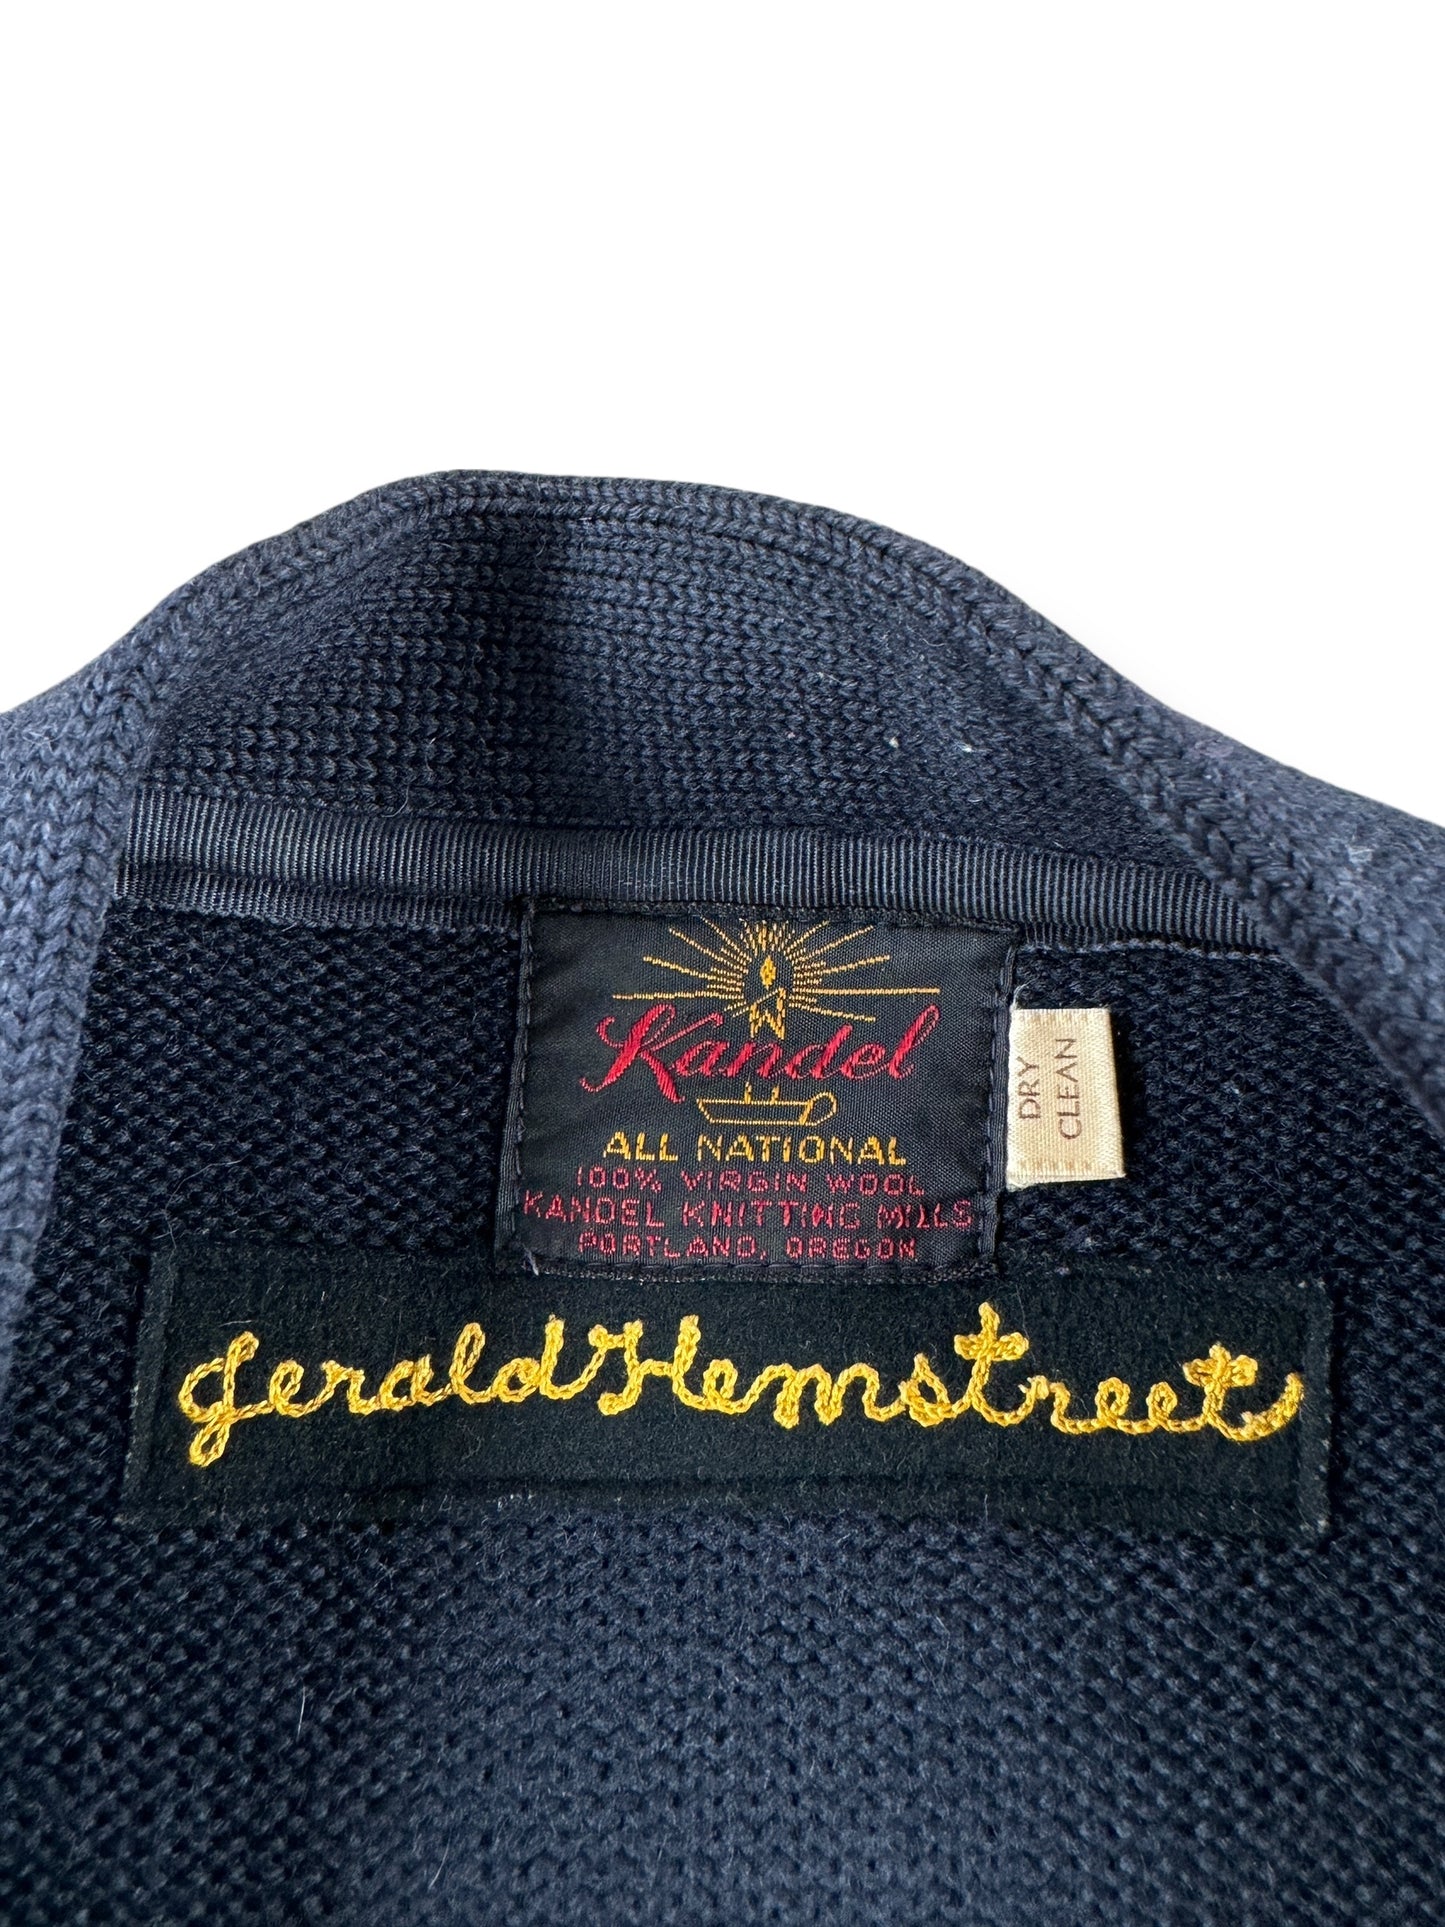 Kandel
ALL NATIONAL
100% VIRGIN WOOL
KANDEL KNITTING MILLS
PORTLAND, OREGON
DRY
CLEAN
Gerald Hemstreet